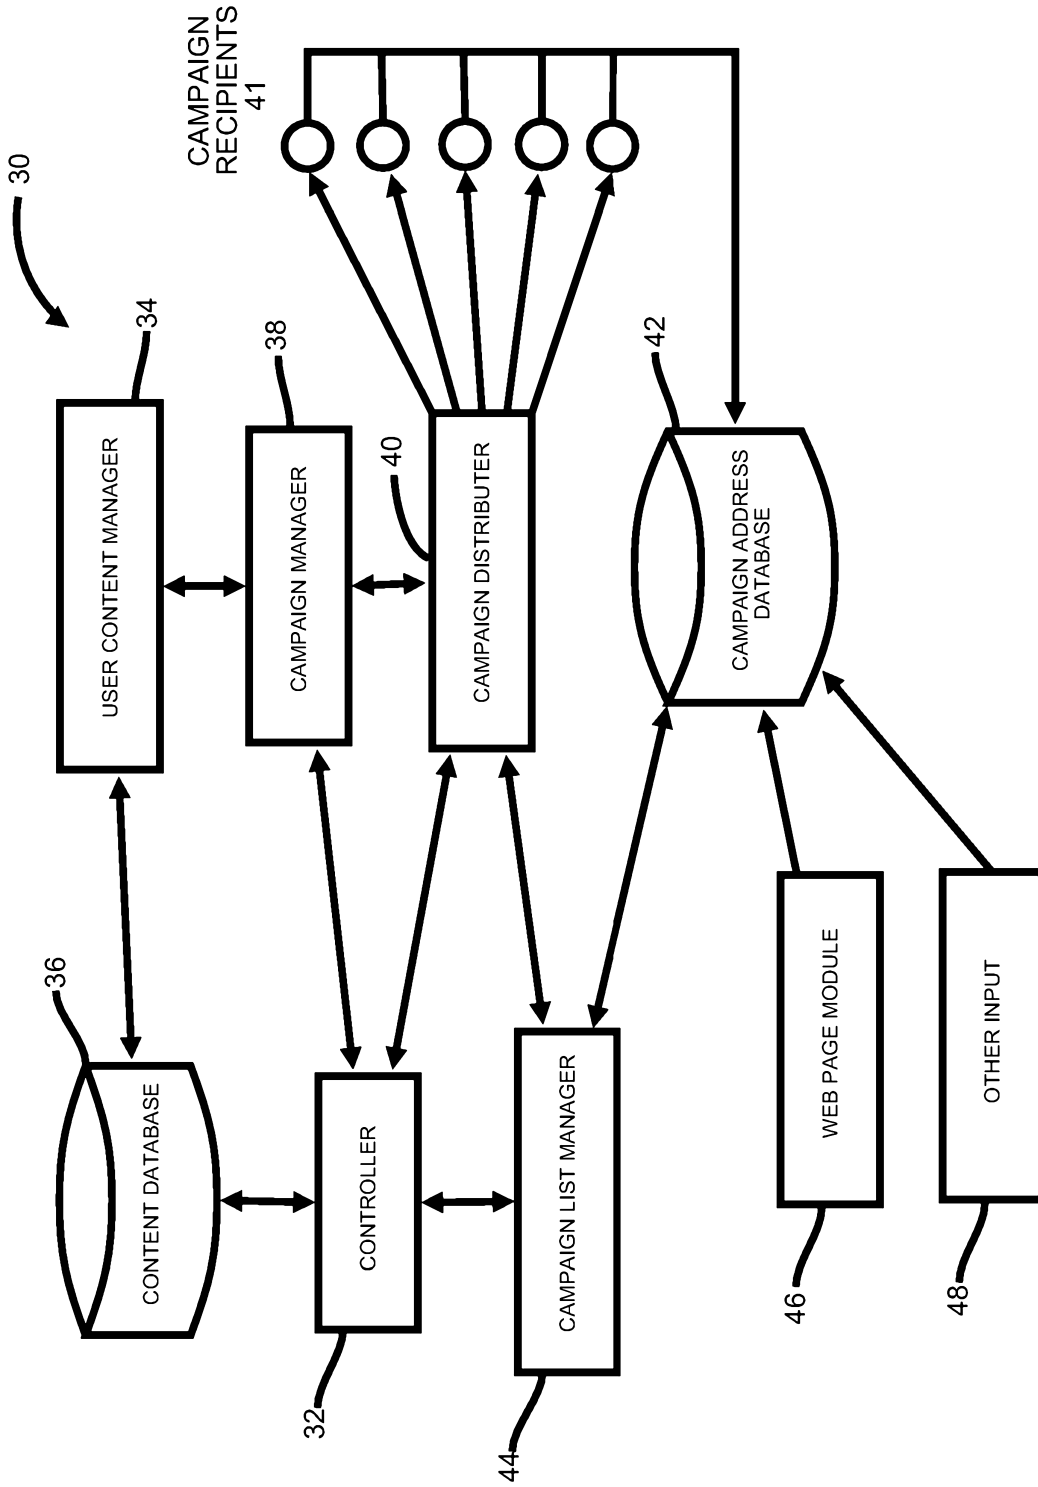 30
CAMPAIGN
RECIPIENTS
41
36
CONTENT DATABASE
34
USER CONTENT MANAGER
32
CONTROLLER
38
CAMPAIGN MANAGER
44
CAMPAIGN LIST MANAGER
40
CAMPAIGN DISTRIBUTER
42
CAMPAIGN ADDRESS
DATABASE
46
WEB PAGE MODULE
48
OTHER INPUT